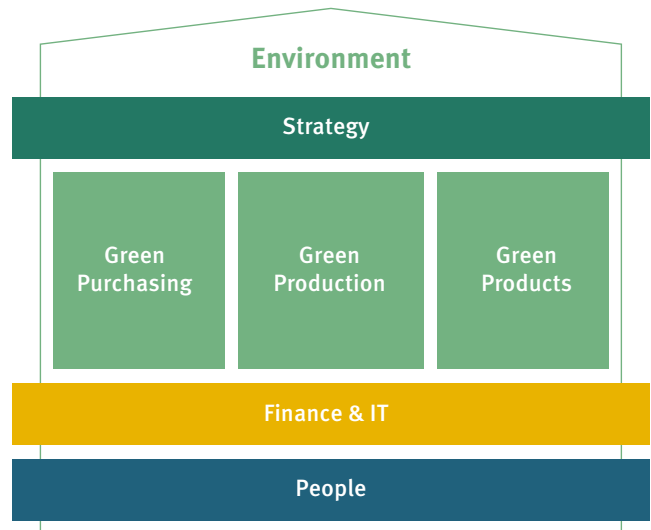 Environment
Strategy
Green
Purchasing
Green
Production
Green
Products
Finance & IT
People